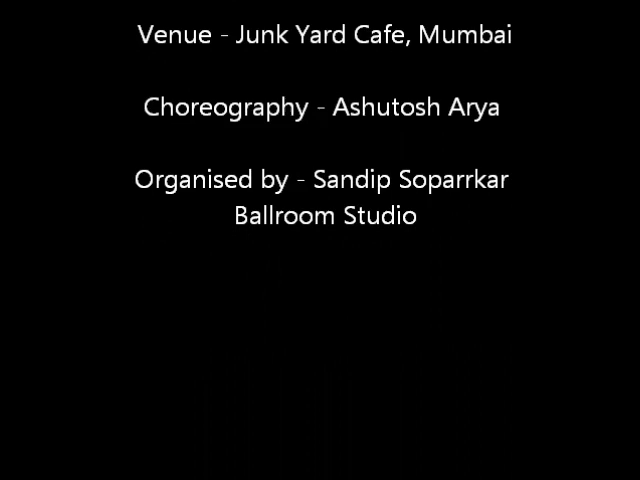 Venue - Junk Yard Cafe, Mumbai
Choreography - Ashutosh Arya
Organised by - Sandip Soparrkar
Ballroom Studio